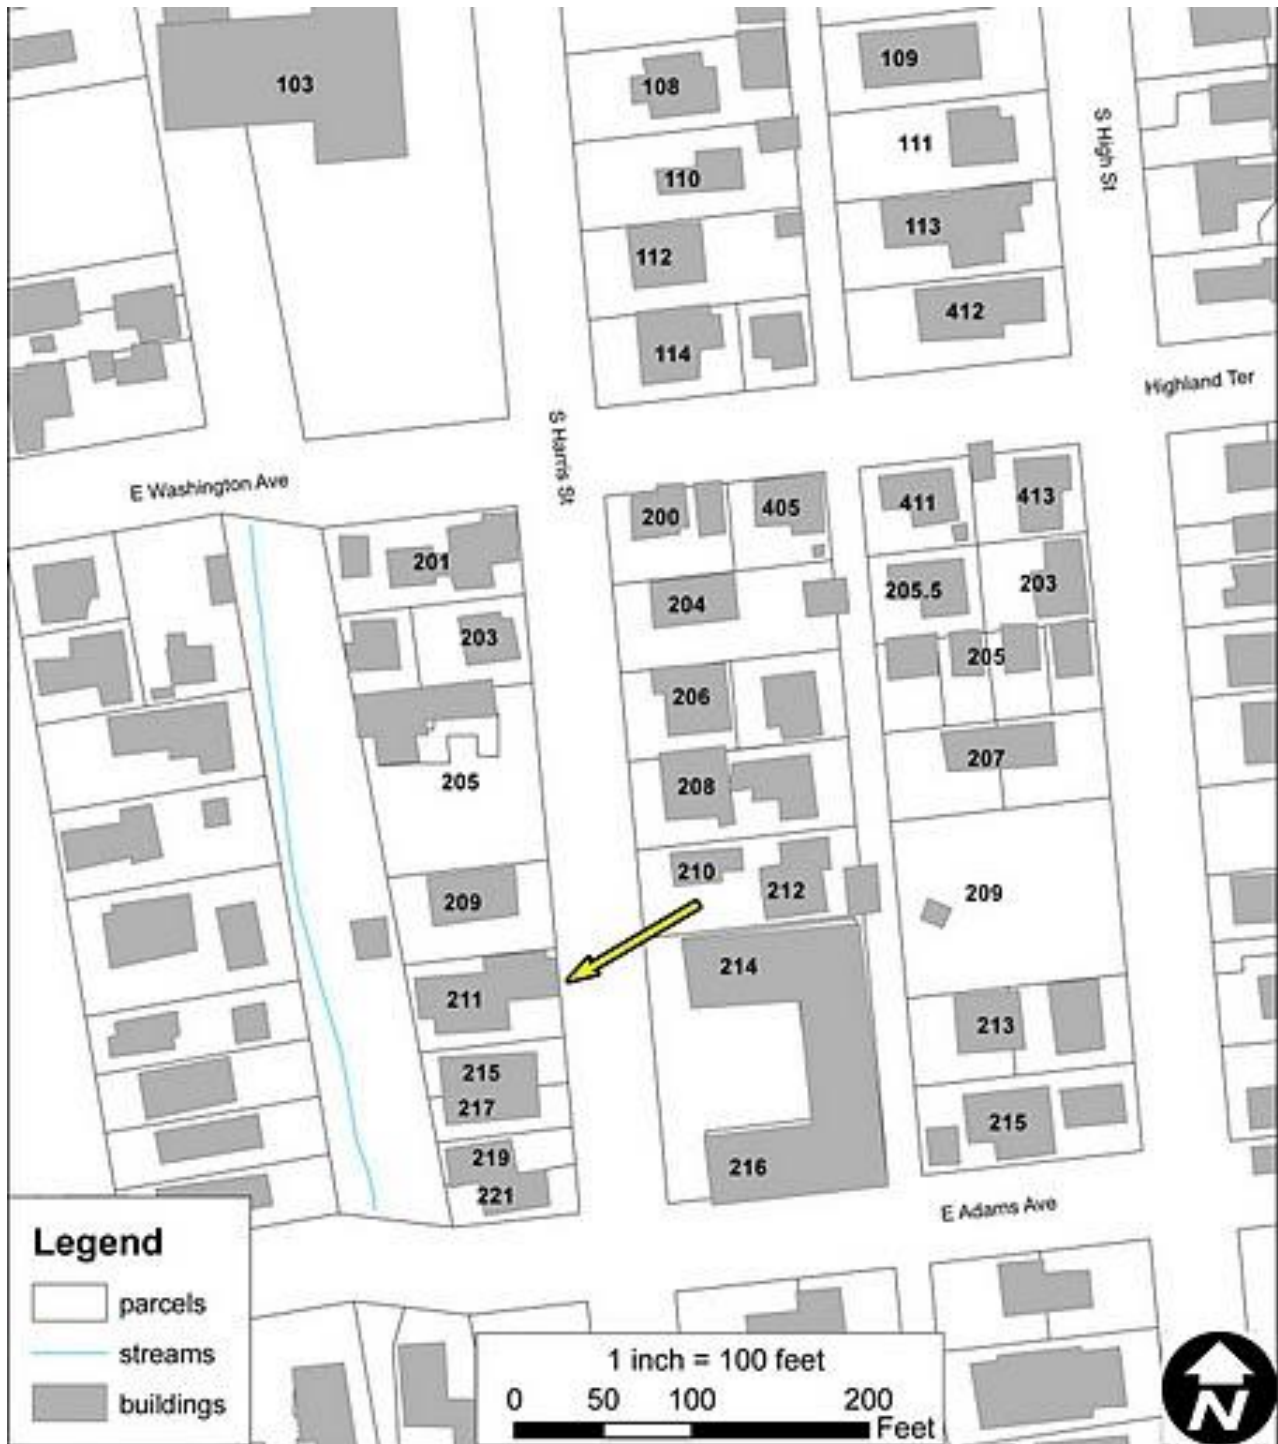 103
108
109
S High St
111
110
113
112
412
114
Highland Ter
S Harris St
E Washington Ave
200
405
411
413
201
204
205.5
203
203
206
205
205
207
208
210
212
209
209
214
211
213
215
217
215
219
216
221
E Adams Ave
Legend
parcels
streams
buildings
1 inch = 100 feet
0 50 100 200
Feet
N